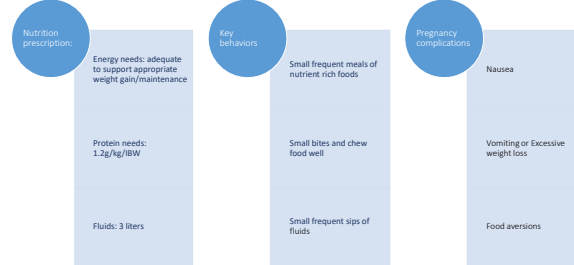 Nutrition
prescription:
Energy needs: adequate
to support appropriate
weight gain/maintenance
Protein needs:
1.2g/kg/IBW
Fluids: 3 liters
Key
behaviors
Small frequent meals of
nutrient rich foods
Small bites and chew
food well
Small frequent sips of
fluids
Pregnancy
complications
Nausea
Vomiting or Excessive
weight loss
Food aversions